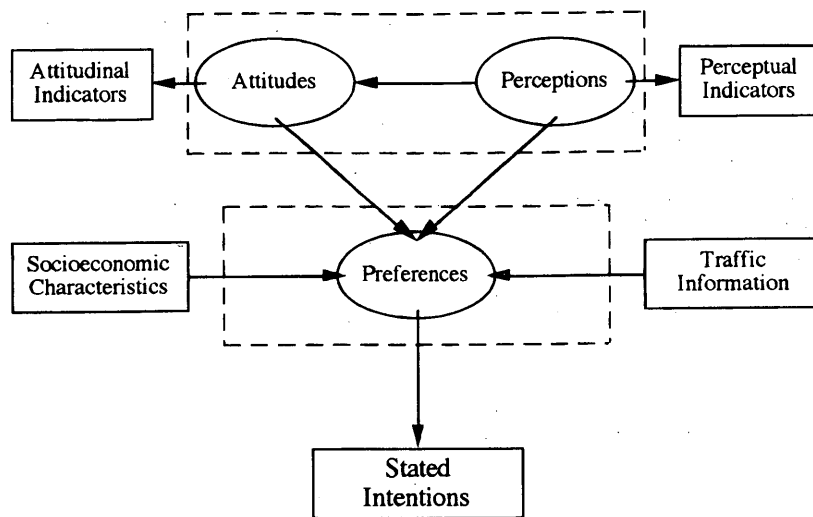 Attitudinal
Indicators
Attitudes
Perceptions
Perceptual
Indicators
Socioeconomic
Characteristics
Preferences
Traffic
Information
Stated
Intentions